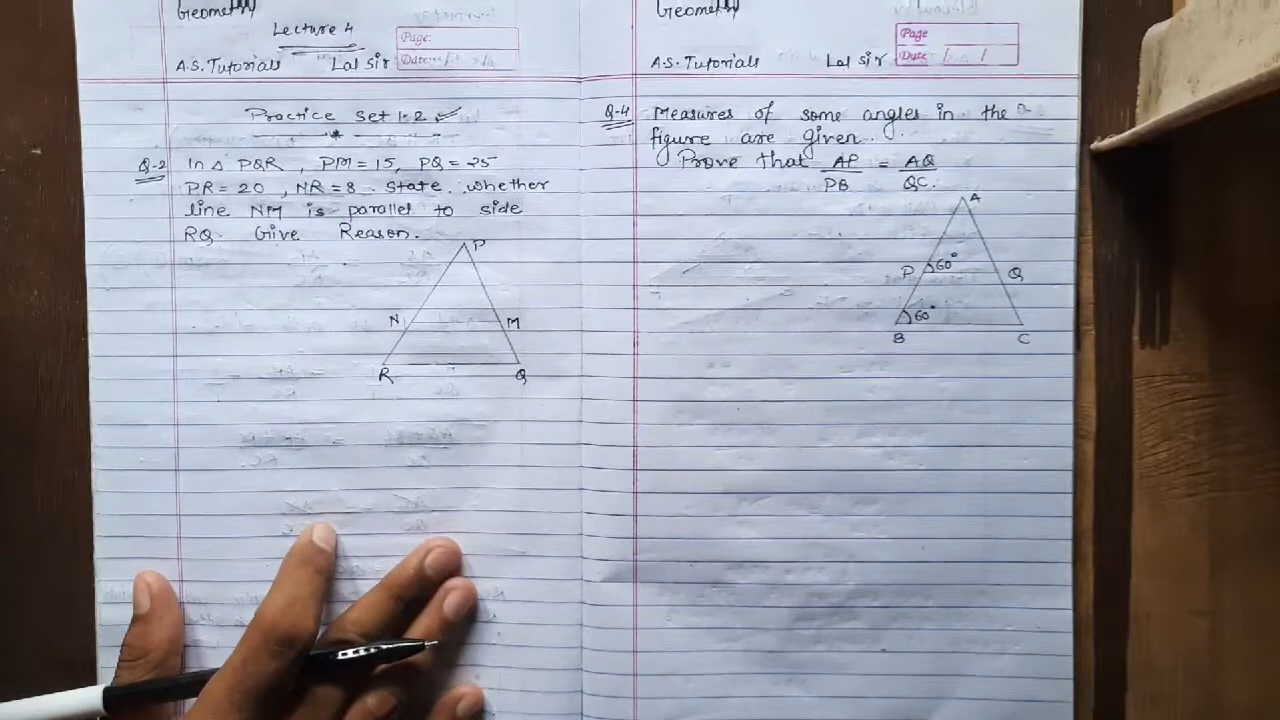 Geometry
Lecture 4
Page:
Date:
A.S. Tutorials Lal Sir
Practice Set 1.2
Q-2 In △ PQR, PM = 15, PQ = 25
PR = 20, NR = 8. State whether
line NM is parallel to side
RQ. Give Reason.
P
N M
R Q
Geometry
Page
Date
A.S. Tutorials Lal Sir
Q-4 Measures of some angles in the
figure are given.
Prove that AP/PB = AQ/QC.
A
P 60° Q
60°
B C